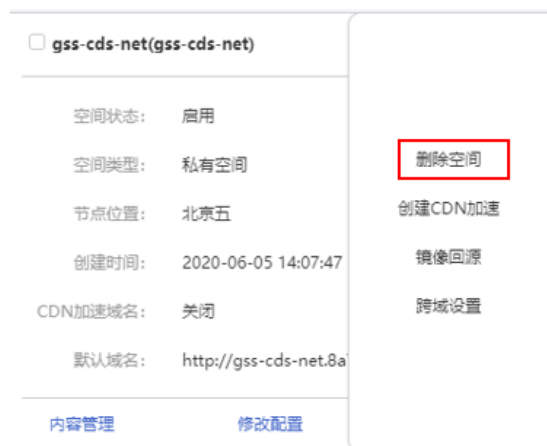 gss-cds-net(gss-cds-net)
空间状态： 启用
空间类型： 私有空间
节点位置： 北京五
创建时间： 2020-06-05 14:07:47
CDN加速域名： 关闭
默认域名： http://gss-cds-net.8a
内容管理 修改配置
删除空间
创建CDN加速
镜像回源
跨域设置